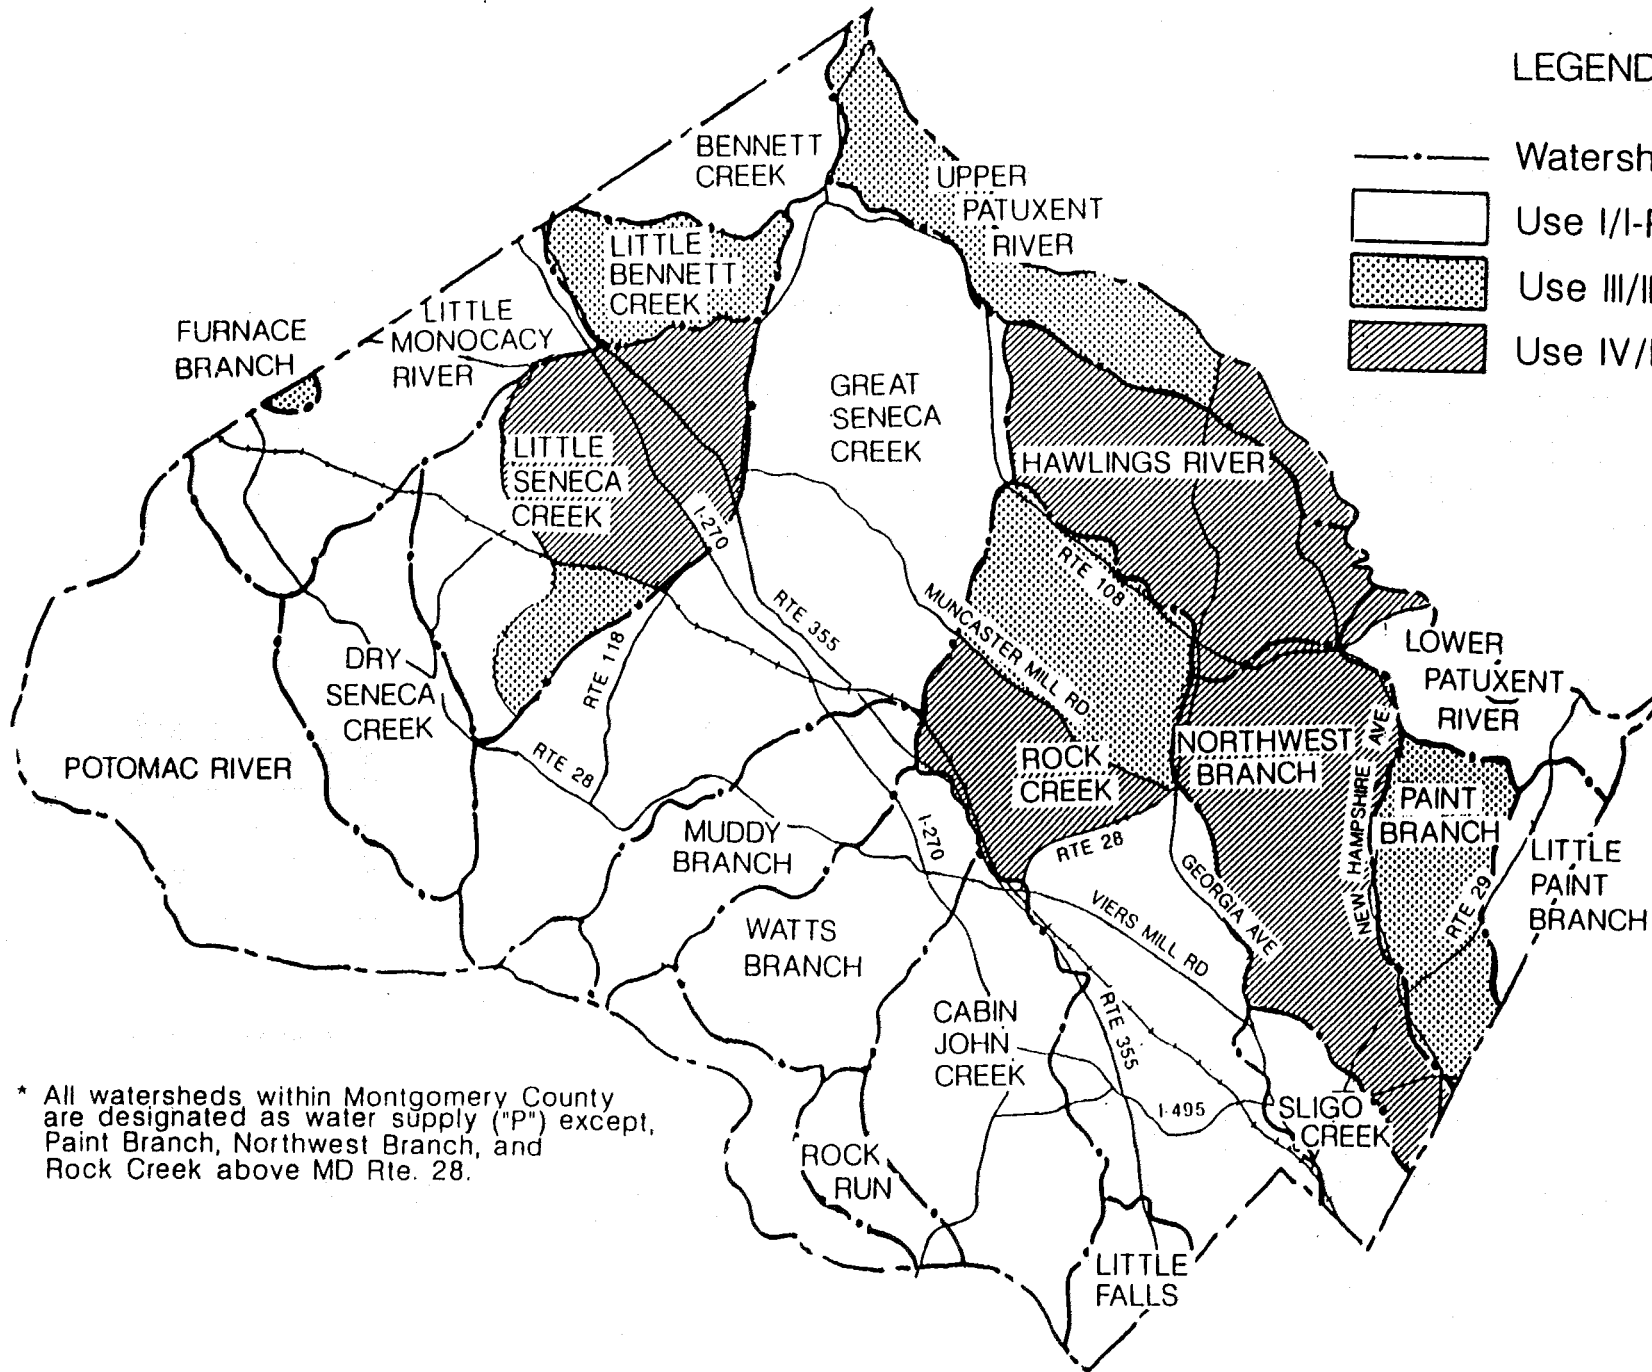 LEGEND
Watersh
Use I/I-P
Use III/II
Use IV/I
BENNETT
CREEK
UPPER
PATUXENT
RIVER
LITTLE
BENNETT
CREEK
LITTLE
MONOCACY
RIVER
FURNACE
BRANCH
GREAT
SENECA
CREEK
LITTLE
SENECA
CREEK
HAWLINGS RIVER
I-270
RTE 108
RTE 355
MUNCASTER MILL RD
RTE 118
DRY
SENECA
CREEK
LOWER
PATUXENT
RIVER
POTOMAC RIVER
RTE 28
ROCK
CREEK
NORTHWEST
BRANCH
NEW HAMPSHIRE AVE
PAINT
BRANCH
MUDDY
BRANCH
I-270
RTE 28
GEORGIA AVE
VIERS MILL RD
RTE 29
LITTLE
PAINT
BRANCH
WATTS
BRANCH
CABIN
JOHN
CREEK
RTE 355
I-495
SLIGO
CREEK
* All watersheds within Montgomery County
are designated as water supply ("P") except,
Paint Branch, Northwest Branch, and
Rock Creek above MD Rte. 28.
ROCK
RUN
LITTLE
FALLS